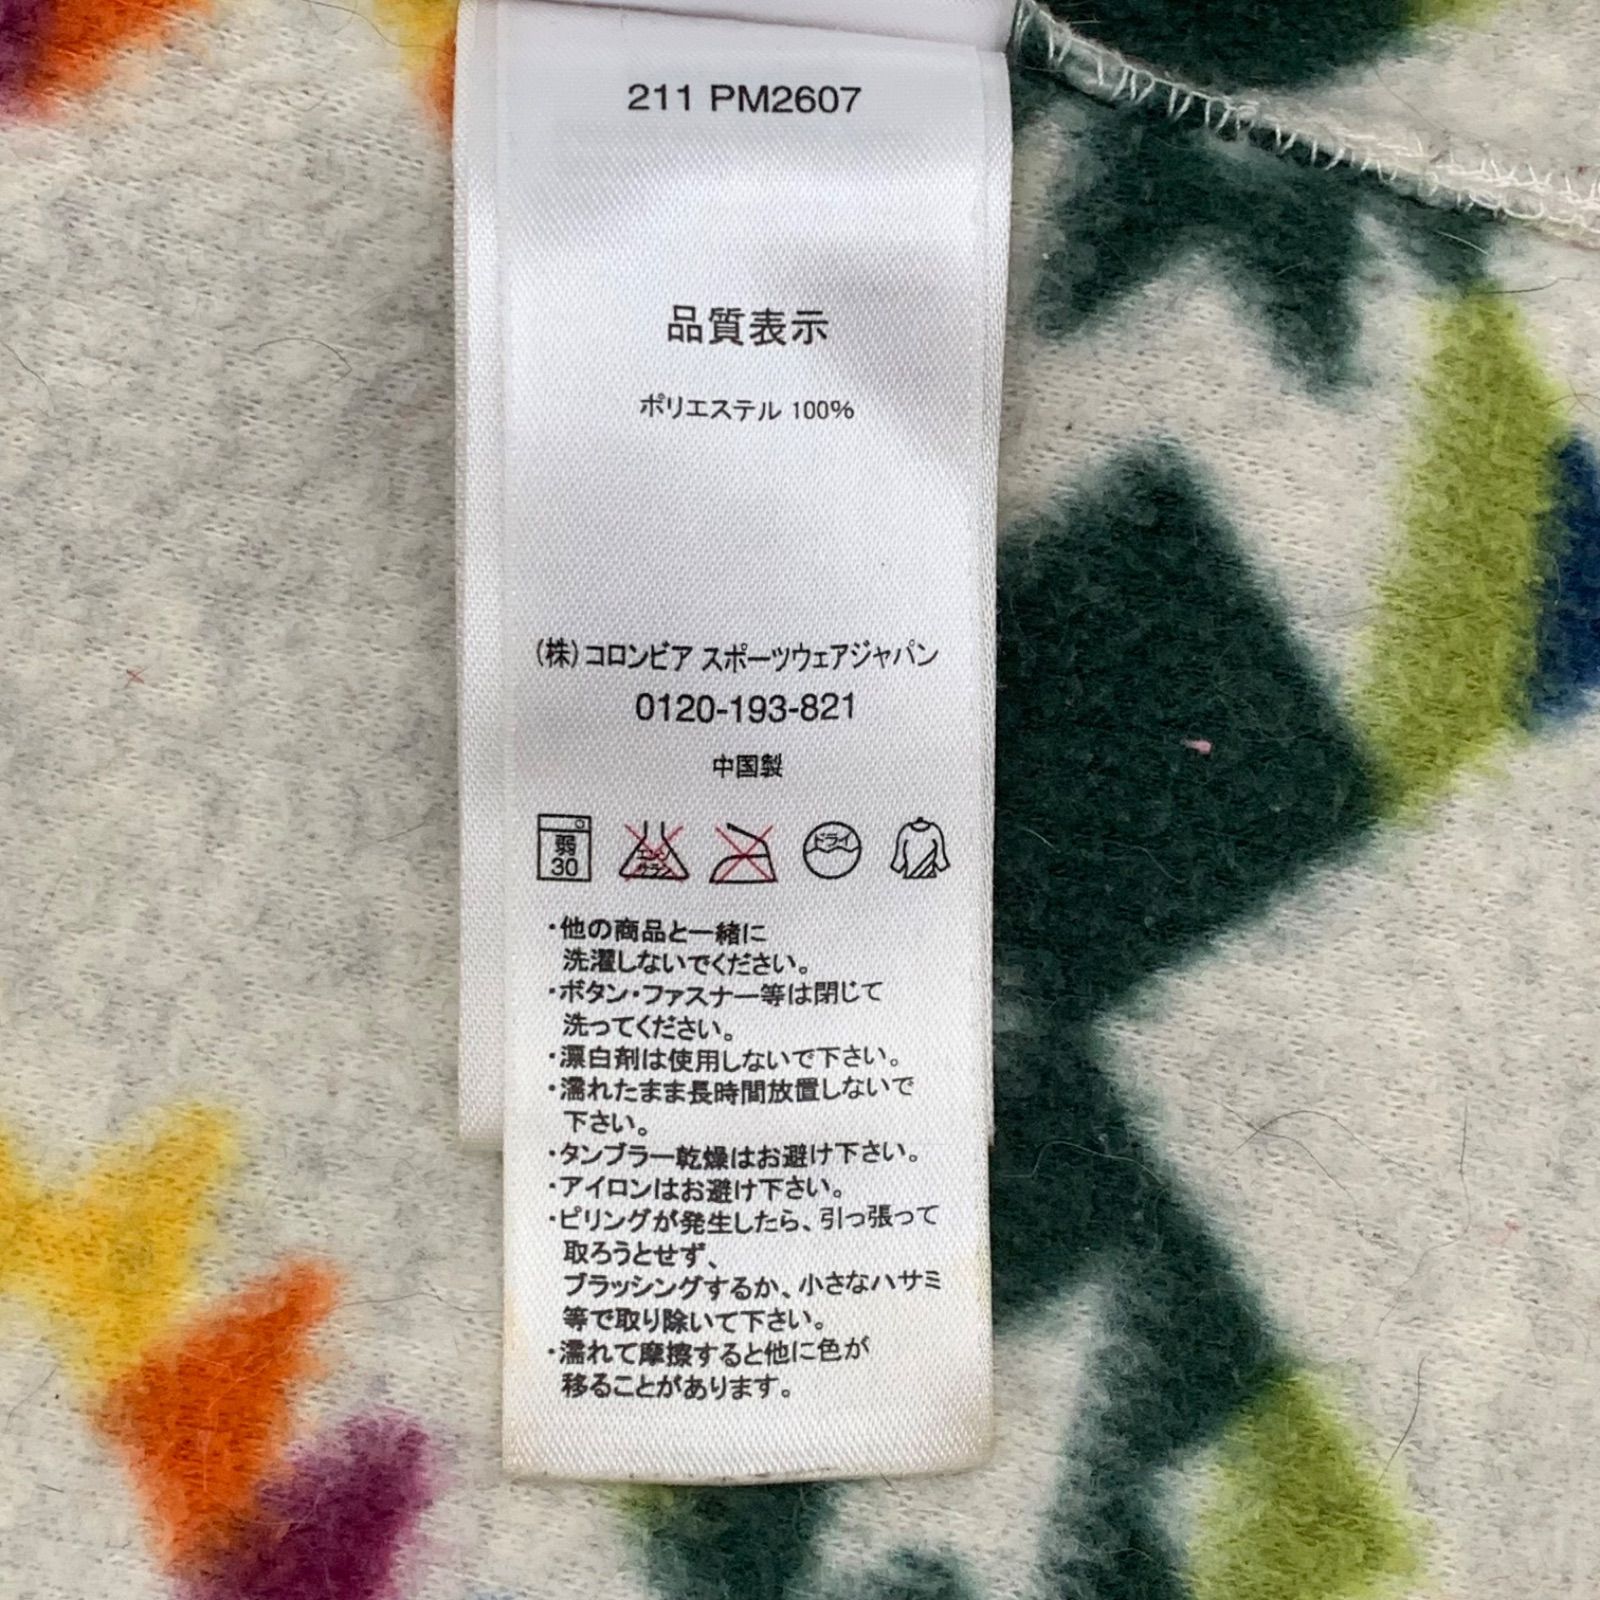 211 PM2607
品質表示
ポリエステル 100%
(株)コロンビア スポーツウェアジャパン
0120-193-821
中国製
弱 エンソ ドライ
30 サラシ
・他の商品と一緒に
洗濯しないでください。
・ボタン・ファスナー等は閉じて
洗ってください。
・漂白剤は使用しないで下さい。
・濡れたまま長時間放置しないで
下さい。
・タンブラー乾燥はお避け下さい。
・アイロンはお避け下さい。
・ピリングが発生したら、引っ張って
取ろうとせず、
ブラッシングするか、小さなハサミ
等で取り除いて下さい。
・濡れて摩擦すると他に色が
移ることがあります。